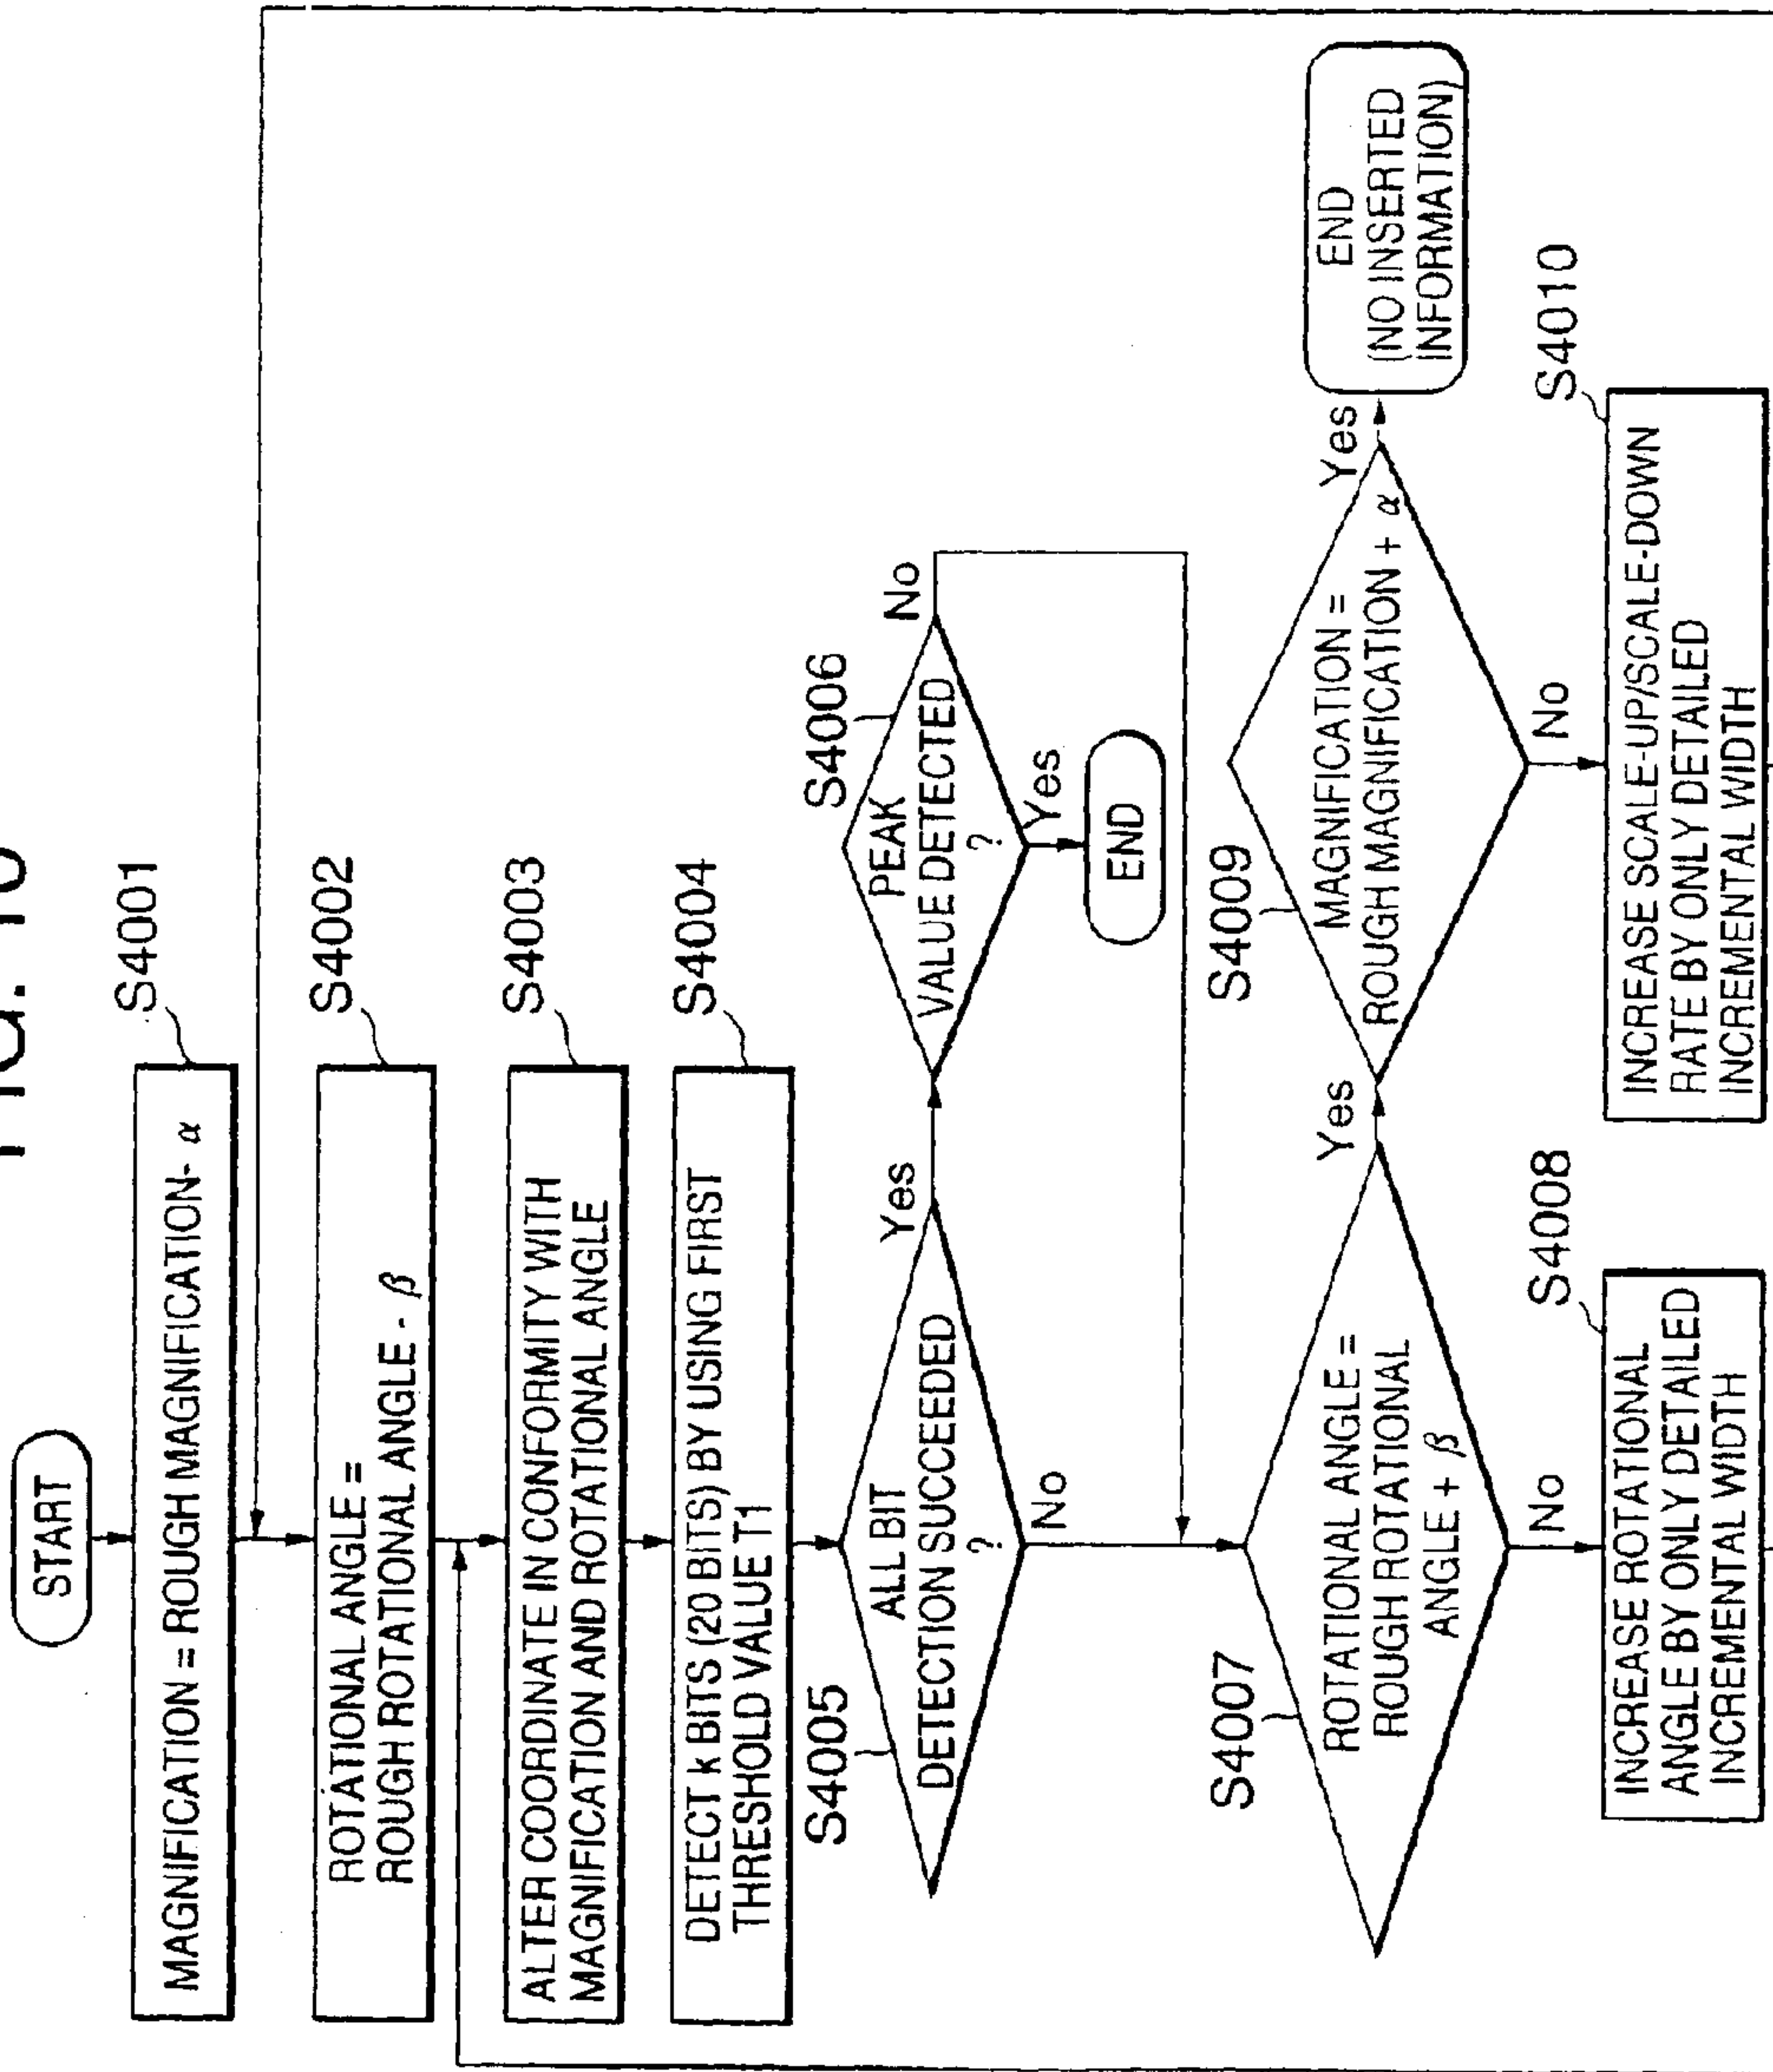 START
S4001
MAGNIFICATION = ROUGH MAGNIFICATION- α
S4002
ROTATIONAL ANGLE =
ROUGH ROTATIONAL ANGLE - β
S4003
ALTER COORDINATE IN CONFORMITY WITH
MAGNIFICATION AND ROTATIONAL ANGLE
S4004
DETECT k BITS (20 BITS) BY USING FIRST
THRESHOLD VALUE T1
S4005
ALL BIT
DETECTION SUCCEEDED
?
Yes
No
S4006
PEAK
VALUE DETECTED
?
No
Yes
END
S4007
ROTATIONAL ANGLE =
ROUGH ROTATIONAL
ANGLE + β
Yes
No
S4008
INCREASE ROTATIONAL
ANGLE BY ONLY DETAILED
INCREMENTAL WIDTH
S4009
MAGNIFICATION =
ROUGH MAGNIFICATION + α
Yes
No
END
(NO INSERTED
INFORMATION)
S4010
INCREASE SCALE-UP/SCALE-DOWN
RATE BY ONLY DETAILED
INCREMENTAL WIDTH